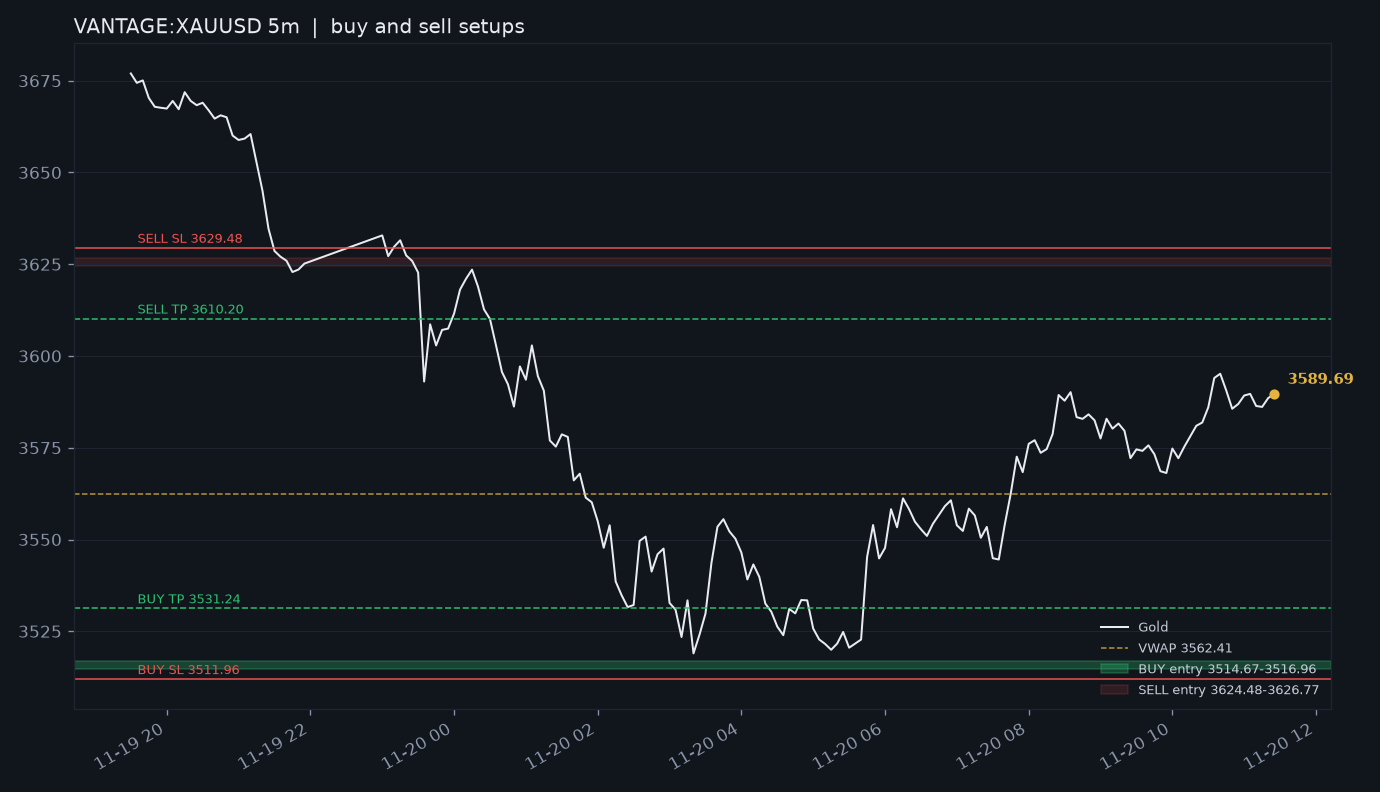 VANTAGE:XAUUSD 5m | buy and sell setups
3675
3650
3625
3600
3575
3550
3525
SELL SL 3629.48
SELL TP 3610.20
3589.69
BUY TP 3531.24
BUY SL 3511.96
Gold
VWAP 3562.41
BUY entry 3514.67-3516.96
SELL entry 3624.48-3626.77
11-19 20
11-19 22
11-20 00
11-20 02
11-20 04
11-20 06
11-20 08
11-20 10
11-20 12